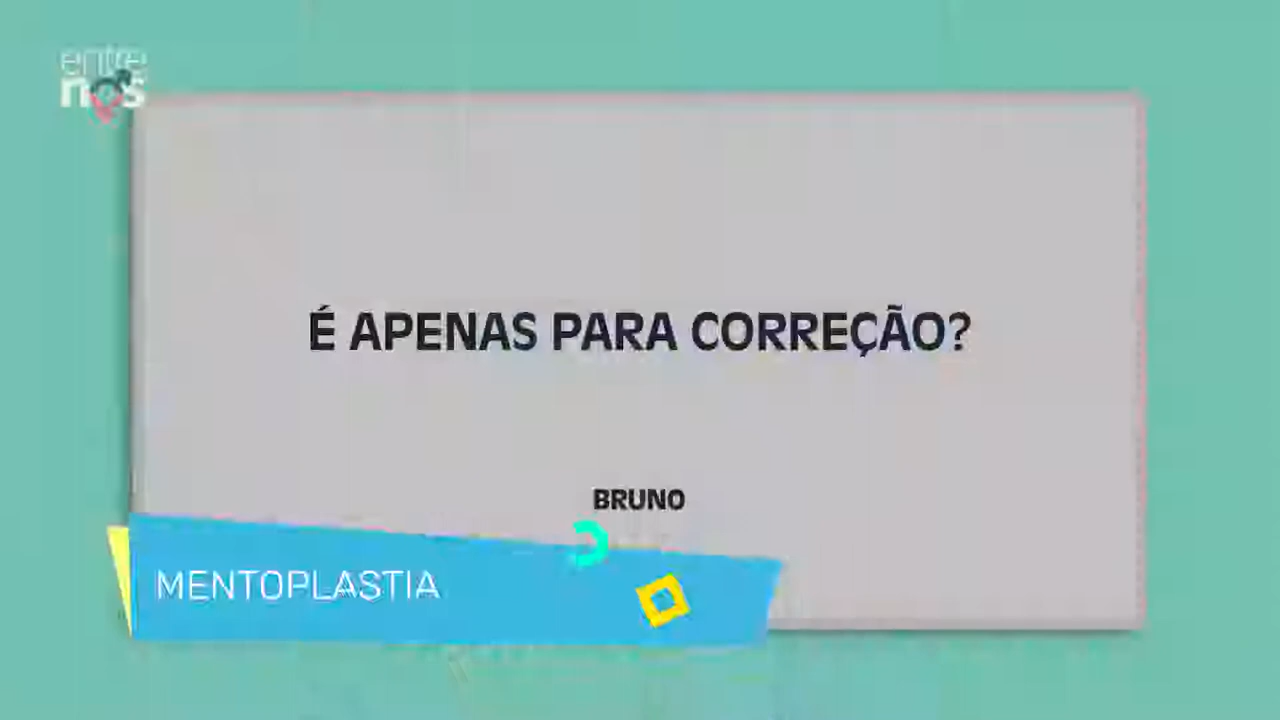 entre
nós
É APENAS PARA CORREÇÃO?
BRUNO
MENTOPLASTIA